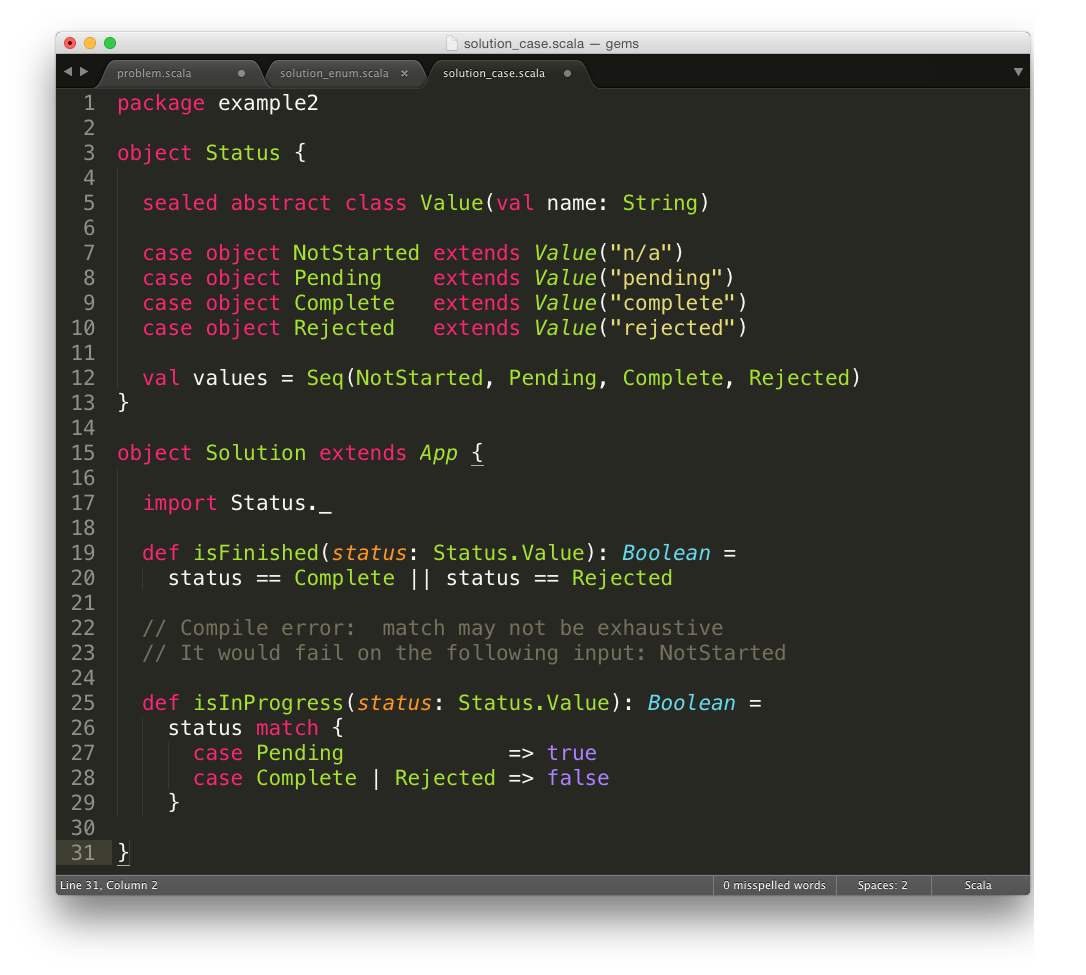 solution_case.scala — gems
problem.scala solution_enum.scala × solution_case.scala
1 package example2
2
3 object Status {
4
5   sealed abstract class Value(val name: String)
6
7   case object NotStarted extends Value("n/a")
8   case object Pending    extends Value("pending")
9   case object Complete   extends Value("complete")
10   case object Rejected   extends Value("rejected")
11
12   val values = Seq(NotStarted, Pending, Complete, Rejected)
13 }
14
15 object Solution extends App {
16
17   import Status._
18
19   def isFinished(status: Status.Value): Boolean =
20     status == Complete || status == Rejected
21
22   // Compile error:  match may not be exhaustive
23   // It would fail on the following input: NotStarted
24
25   def isInProgress(status: Status.Value): Boolean =
26     status match {
27       case Pending             => true
28       case Complete | Rejected => false
29     }
30
31 }
Line 31, Column 2 0 misspelled words Spaces: 2 Scala